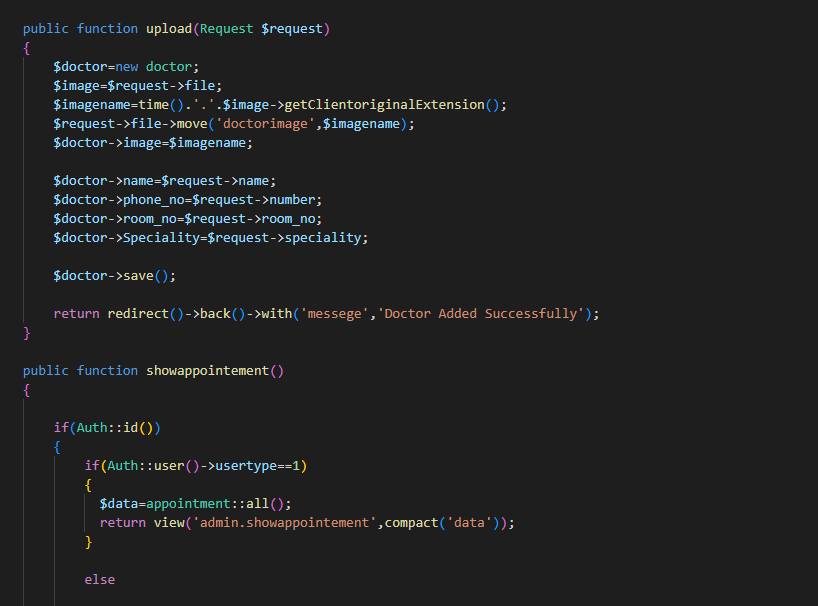 public function upload(Request $request)
{
$doctor=new doctor;
$image=$request->file;
$imagename=time().'.'.$image->getClientoriginalExtension();
$request->file->move('doctorimage',$imagename);
$doctor->image=$imagename;
$doctor->name=$request->name;
$doctor->phone_no=$request->number;
$doctor->room_no=$request->room_no;
$doctor->Speciality=$request->speciality;
$doctor->save();
return redirect()->back()->with('messege','Doctor Added Successfully');
}
public function showappointement()
{
if(Auth::id())
{
if(Auth::user()->usertype==1)
{
$data=appointment::all();
return view('admin.showappointement',compact('data'));
}
else